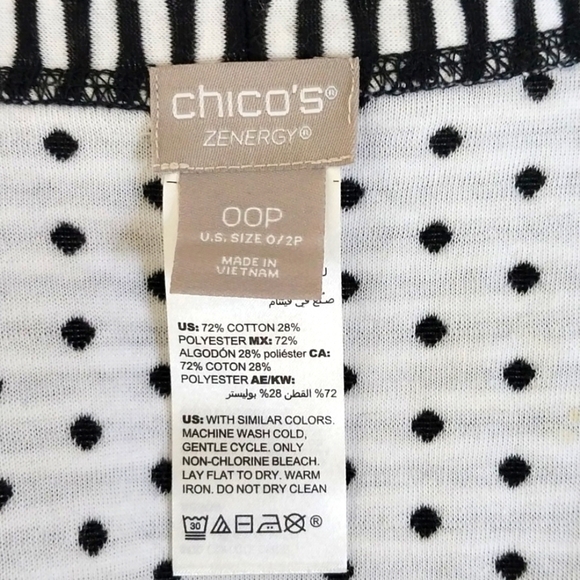 chico's®
ZENERGY®
OOP
U.S. SIZE 0/2P
MADE IN
VIETNAM
صنع في فيتنام
US: 72% COTTON 28%
POLYESTER MX: 72%
ALGODÓN 28% poliéster CA:
72% COTON 28%
POLYESTER AE/KW:
72% القطن 28% بوليستر
US: WITH SIMILAR COLORS.
MACHINE WASH COLD,
GENTLE CYCLE. ONLY
NON-CHLORINE BLEACH.
LAY FLAT TO DRY. WARM
IRON. DO NOT DRY CLEAN
30 ®